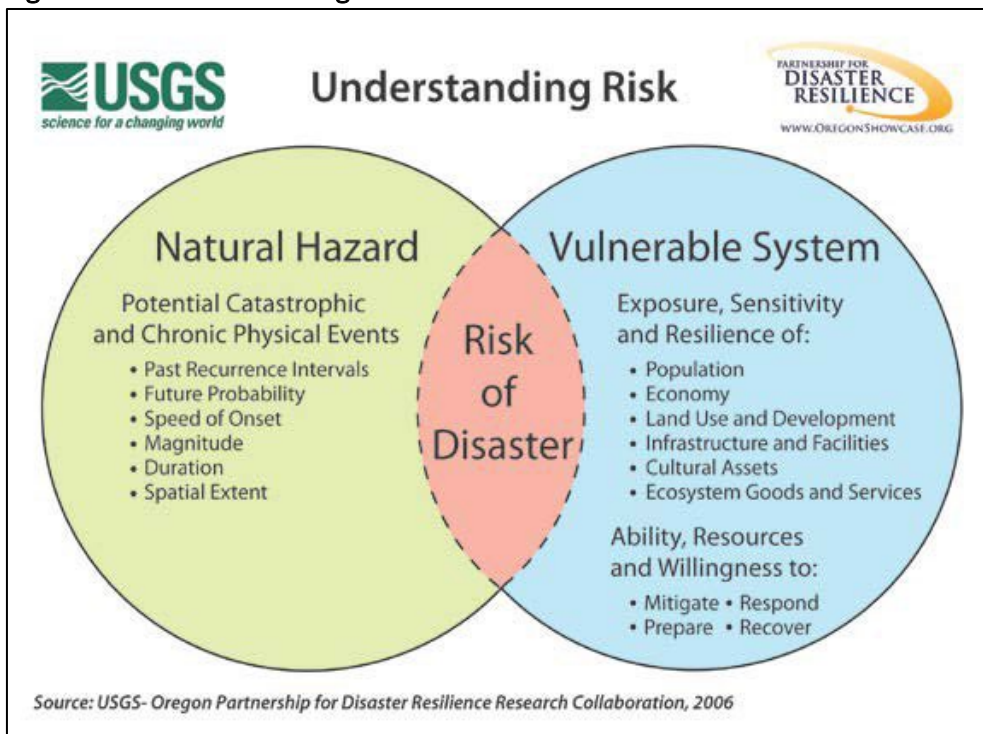 USGS
science for a changing world
Understanding Risk
PARTNERSHIP FOR
DISASTER
RESILIENCE
WWW.OREGONSHOWCASE.ORG
Natural Hazard
Potential Catastrophic
and Chronic Physical Events
• Past Recurrence Intervals
• Future Probability
• Speed of Onset
• Magnitude
• Duration
• Spatial Extent
Risk
of
Disaster
Vulnerable System
Exposure, Sensitivity
and Resilience of:
• Population
• Economy
• Land Use and Development
• Infrastructure and Facilities
• Cultural Assets
• Ecosystem Goods and Services
Ability, Resources
and Willingness to:
• Mitigate • Respond
• Prepare • Recover
Source: USGS- Oregon Partnership for Disaster Resilience Research Collaboration, 2006